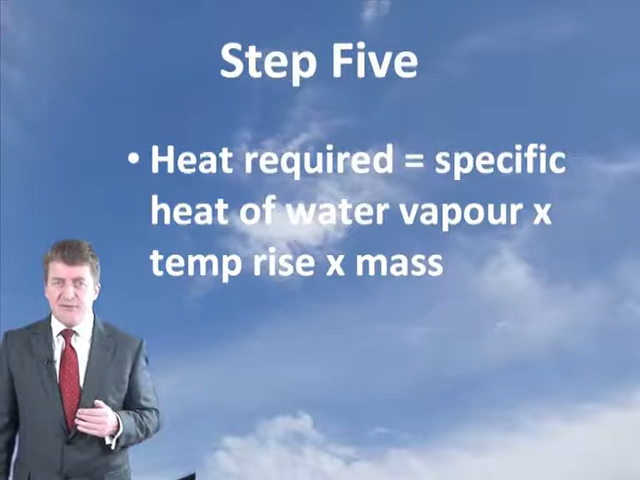 Step Five
• Heat required = specific
heat of water vapour x
temp rise x mass